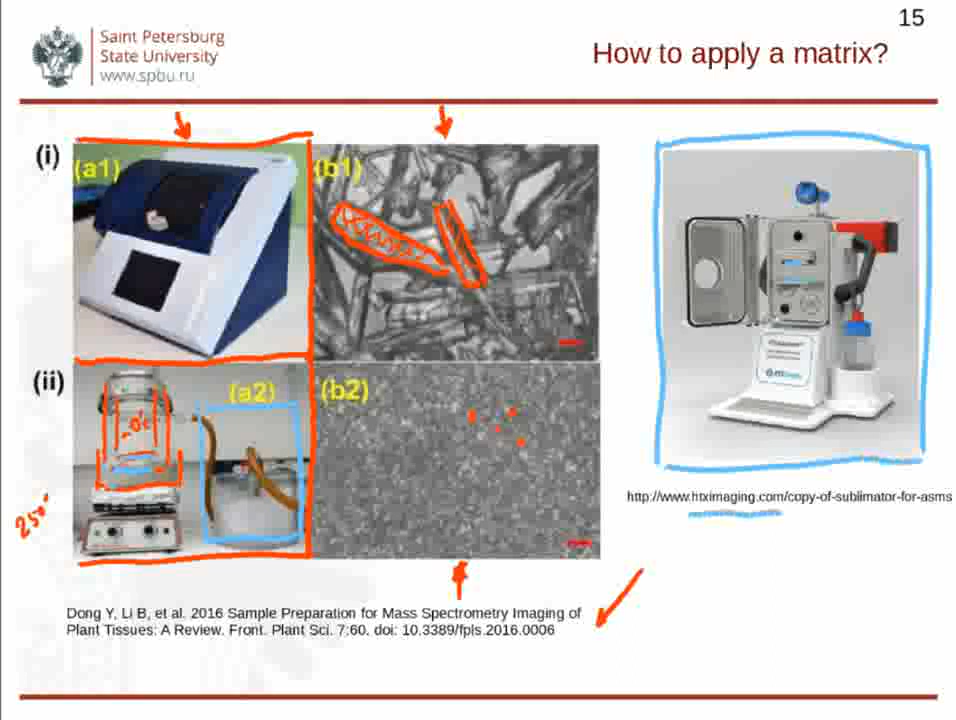 15
Saint Petersburg
State University
www.spbu.ru
How to apply a matrix?
(i)
(a1)
(b1)
(ii)
(a2)
(b2)
250°
http://www.htximaging.com/copy-of-sublimator-for-asms
Dong Y, Li B, et al. 2016 Sample Preparation for Mass Spectrometry Imaging of
Plant Tissues: A Review. Front. Plant Sci. 7;60. doi: 10.3389/fpls.2016.0006